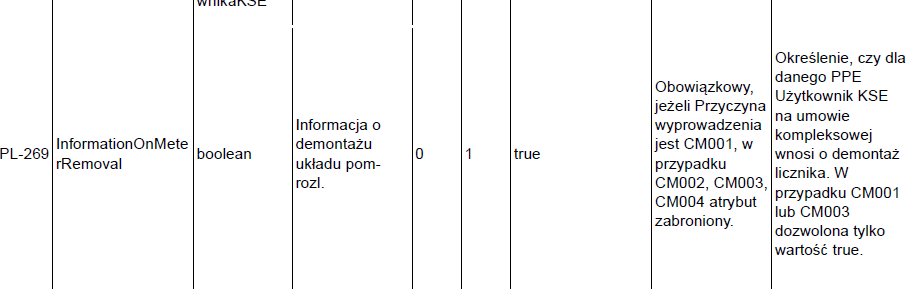 wnikaKSE
PL-269
InformationOnMete
rRemoval
boolean
Informacja o
demontażu
układu pom-
rozl.
0
1
true
Obowiązkowy,
jeżeli Przyczyna
wyprowadzenia
jest CM001, w
przypadku
CM002, CM003,
CM004 atrybut
zabroniony.
Określenie, czy dla
danego PPE
Użytkownik KSE
na umowie
kompleksowej
wnosi o demontaż
licznika. W
przypadku CM001
lub CM003
dozwolona tylko
wartość true.